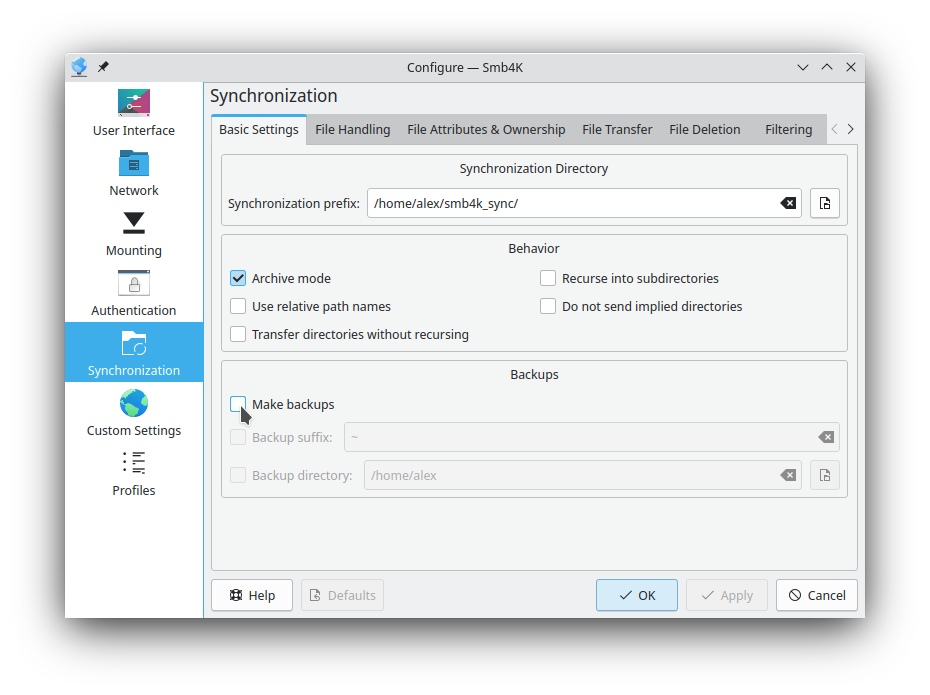 Configure — Smb4K
User Interface
Network
Mounting
Authentication
Synchronization
Custom Settings
Profiles
Synchronization
Basic Settings File Handling File Attributes & Ownership File Transfer File Deletion Filtering
Synchronization Directory
Synchronization prefix: /home/alex/smb4k_sync/
Behavior
Archive mode Recurse into subdirectories
Use relative path names Do not send implied directories
Transfer directories without recursing
Backups
Make backups
Backup suffix: ~
Backup directory: /home/alex
Help Defaults OK Apply Cancel